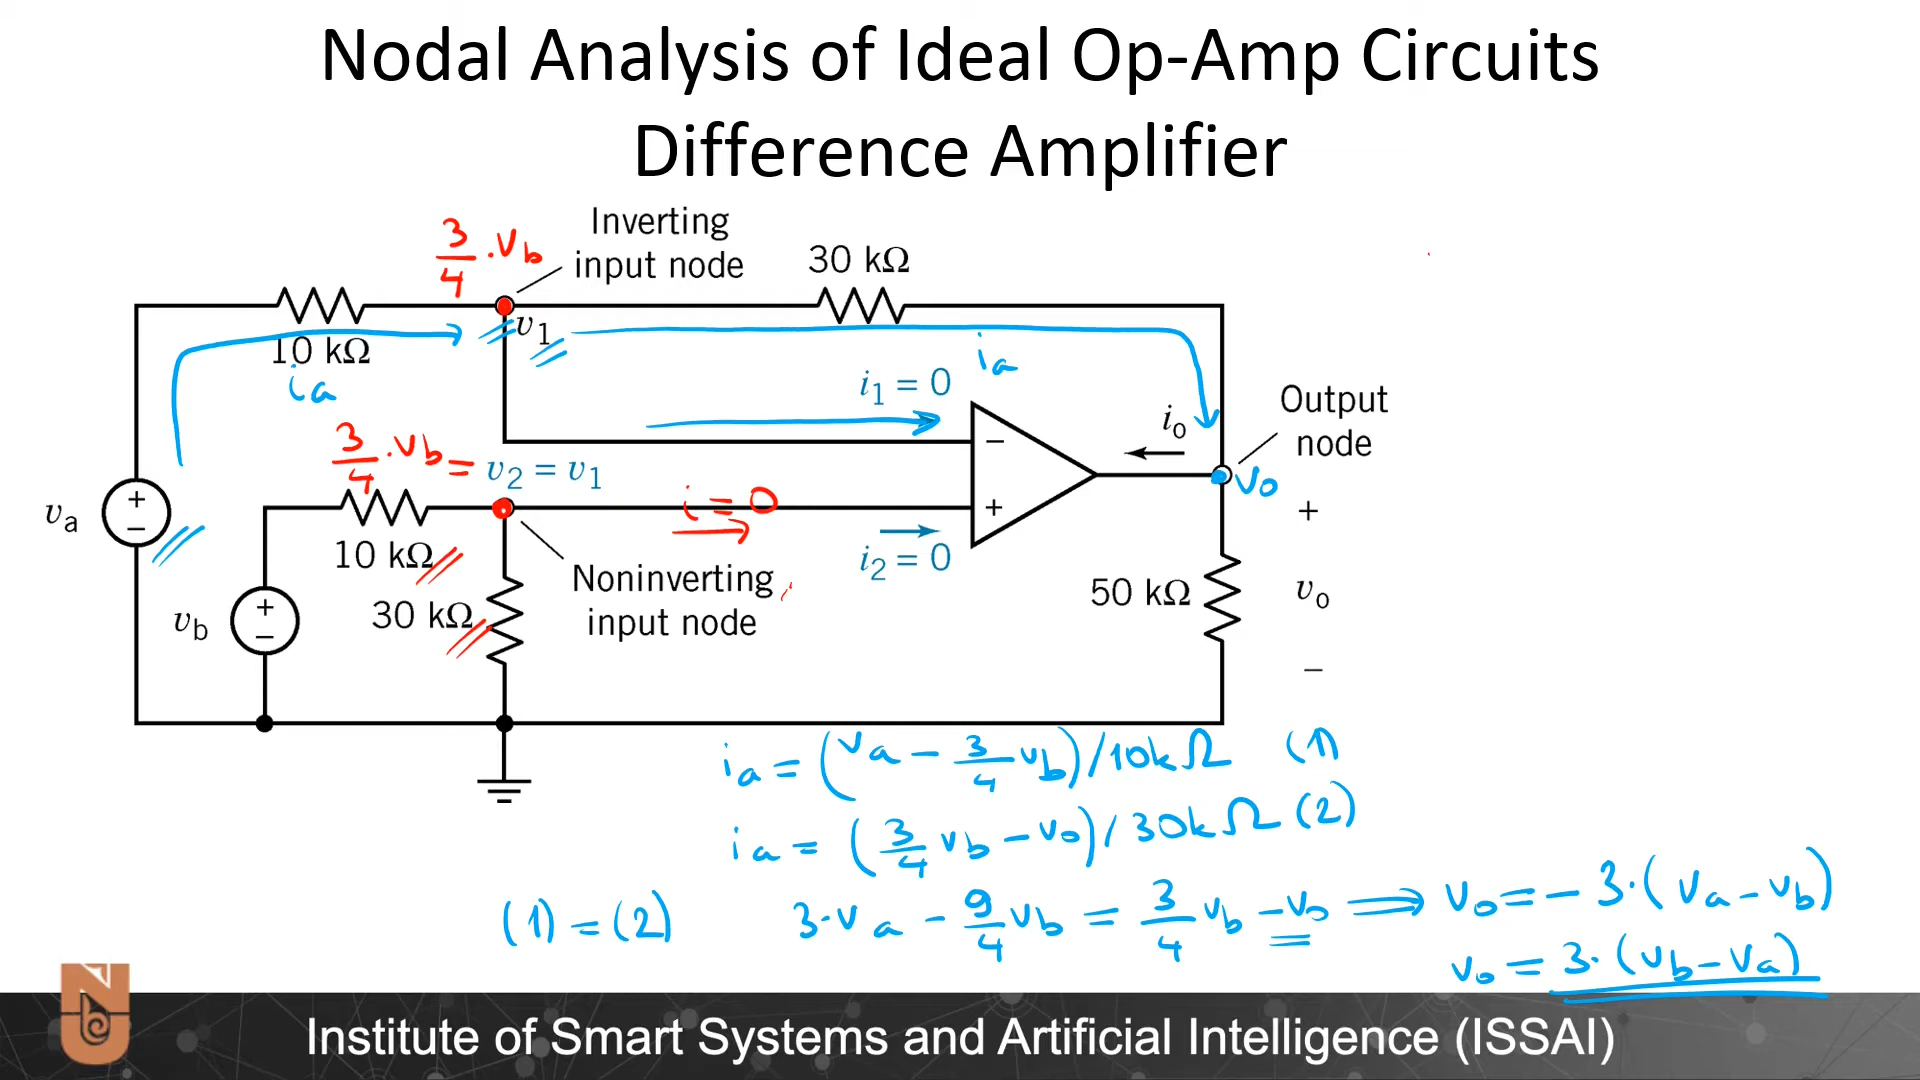 Nodal Analysis of Ideal Op-Amp Circuits
Difference Amplifier
Inverting
input node
3/4 · vb
30 kΩ
v1
10 kΩ
ia
ia
i1 = 0
Output
node
io
3/4 · vb =
v2 = v1
−
vo
va
+
−
i = 0
+
+
10 kΩ
i2 = 0
Noninverting
input node
50 kΩ
vo
30 kΩ
vb
+
−
−
ia = (va − 3/4 vb)/10kΩ (1)
ia = (3/4 vb − vo)/30kΩ (2)
(1) = (2) 3·va − 9/4 vb = 3/4 vb − vo ⟹ vo = −3·(va − vb)
vo = 3·(vb − va)
Institute of Smart Systems and Artificial Intelligence (ISSAI)